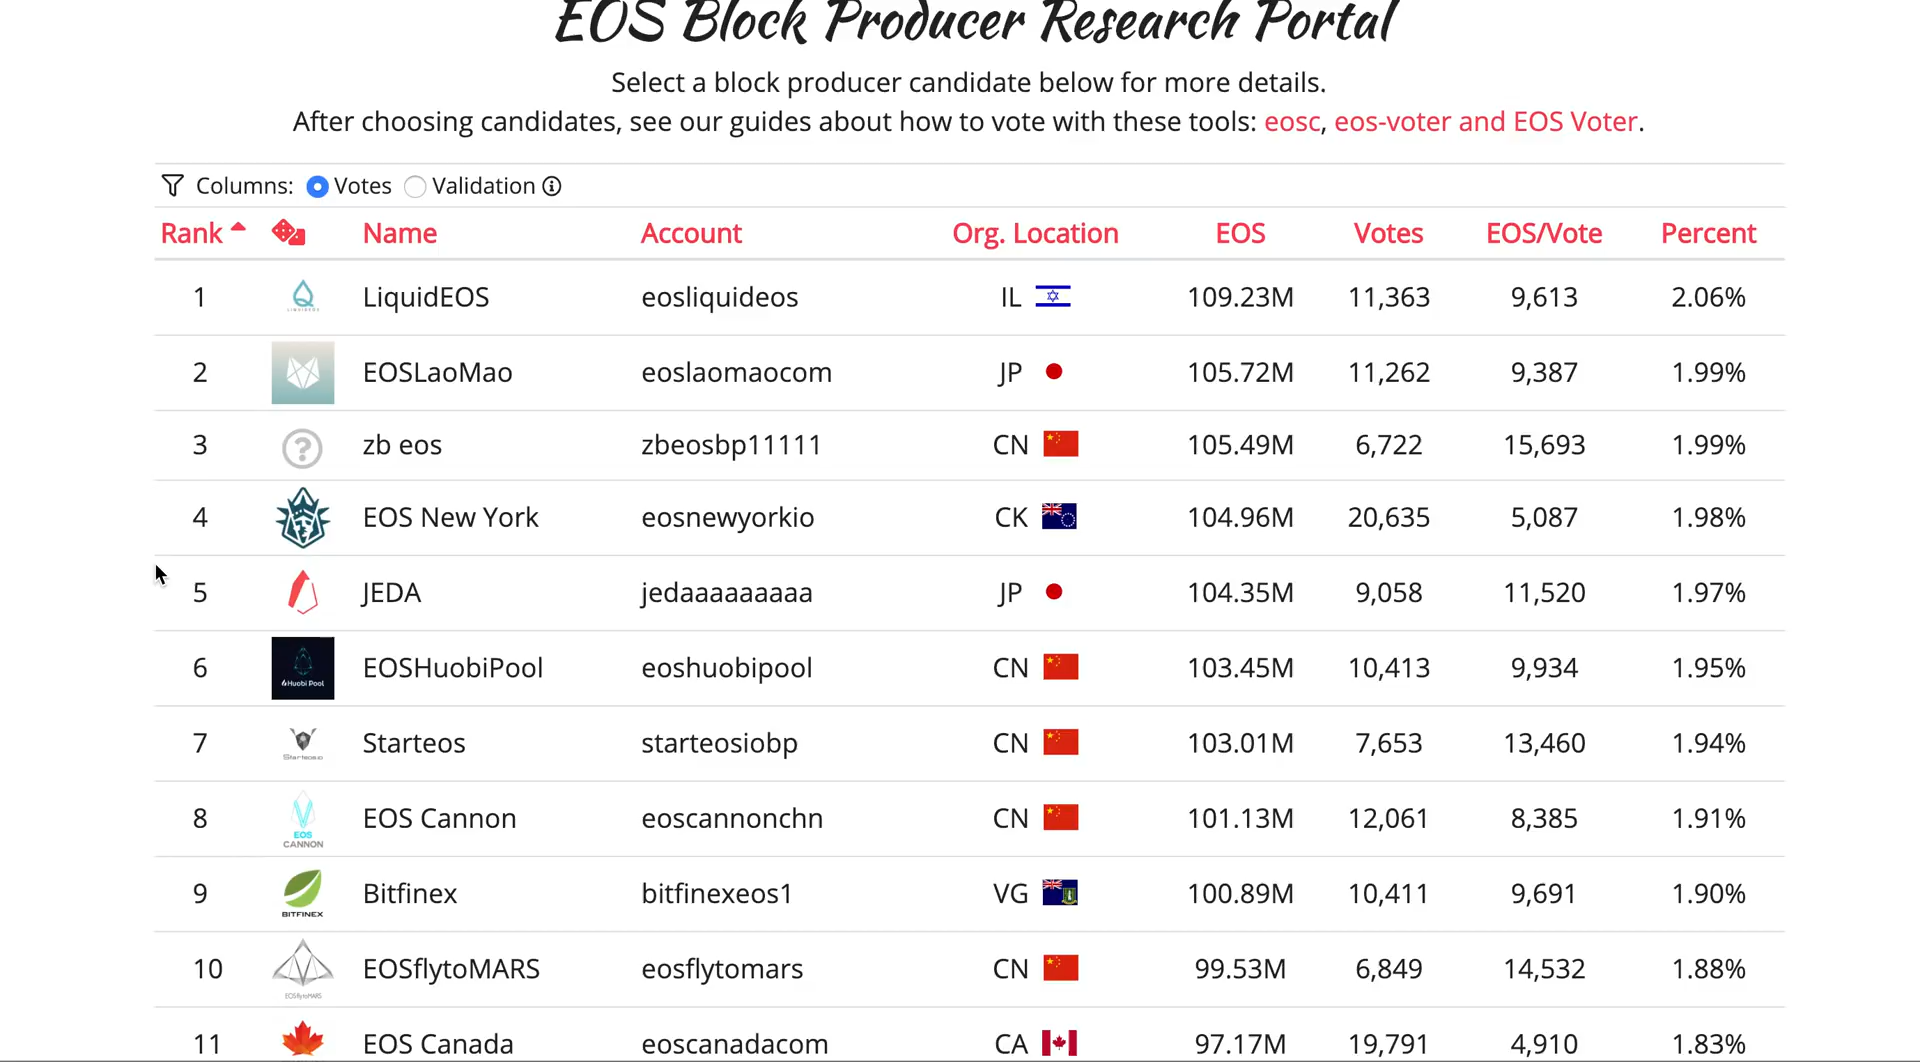 EOS Block Producer Research Portal
Select a block producer candidate below for more details.
After choosing candidates, see our guides about how to vote with these tools: eosc, eos-voter and EOS Voter.
Columns: Votes Validation
Rank Name Account Org. Location EOS Votes EOS/Vote Percent
1 LiquidEOS eosliquideos IL 109.23M 11,363 9,613 2.06%
2 EOSLaoMao eoslaomaocom JP 105.72M 11,262 9,387 1.99%
3 ? zb eos zbeosbp11111 CN 105.49M 6,722 15,693 1.99%
4 EOS New York eosnewyorkio CK 104.96M 20,635 5,087 1.98%
5 JEDA jedaaaaaaaaa JP 104.35M 9,058 11,520 1.97%
6 Huobi Pool EOSHuobiPool eoshuobipool CN 103.45M 10,413 9,934 1.95%
7 Starteos starteosiobp CN 103.01M 7,653 13,460 1.94%
8 EOS CANNON EOS Cannon eoscannonchn CN 101.13M 12,061 8,385 1.91%
9 BITFINEX Bitfinex bitfinexeos1 VG 100.89M 10,411 9,691 1.90%
10 EOSflytoMARS EOSflytoMARS eosflytomars CN 99.53M 6,849 14,532 1.88%
11 EOS Canada eoscanadacom CA 97.17M 19,791 4,910 1.83%